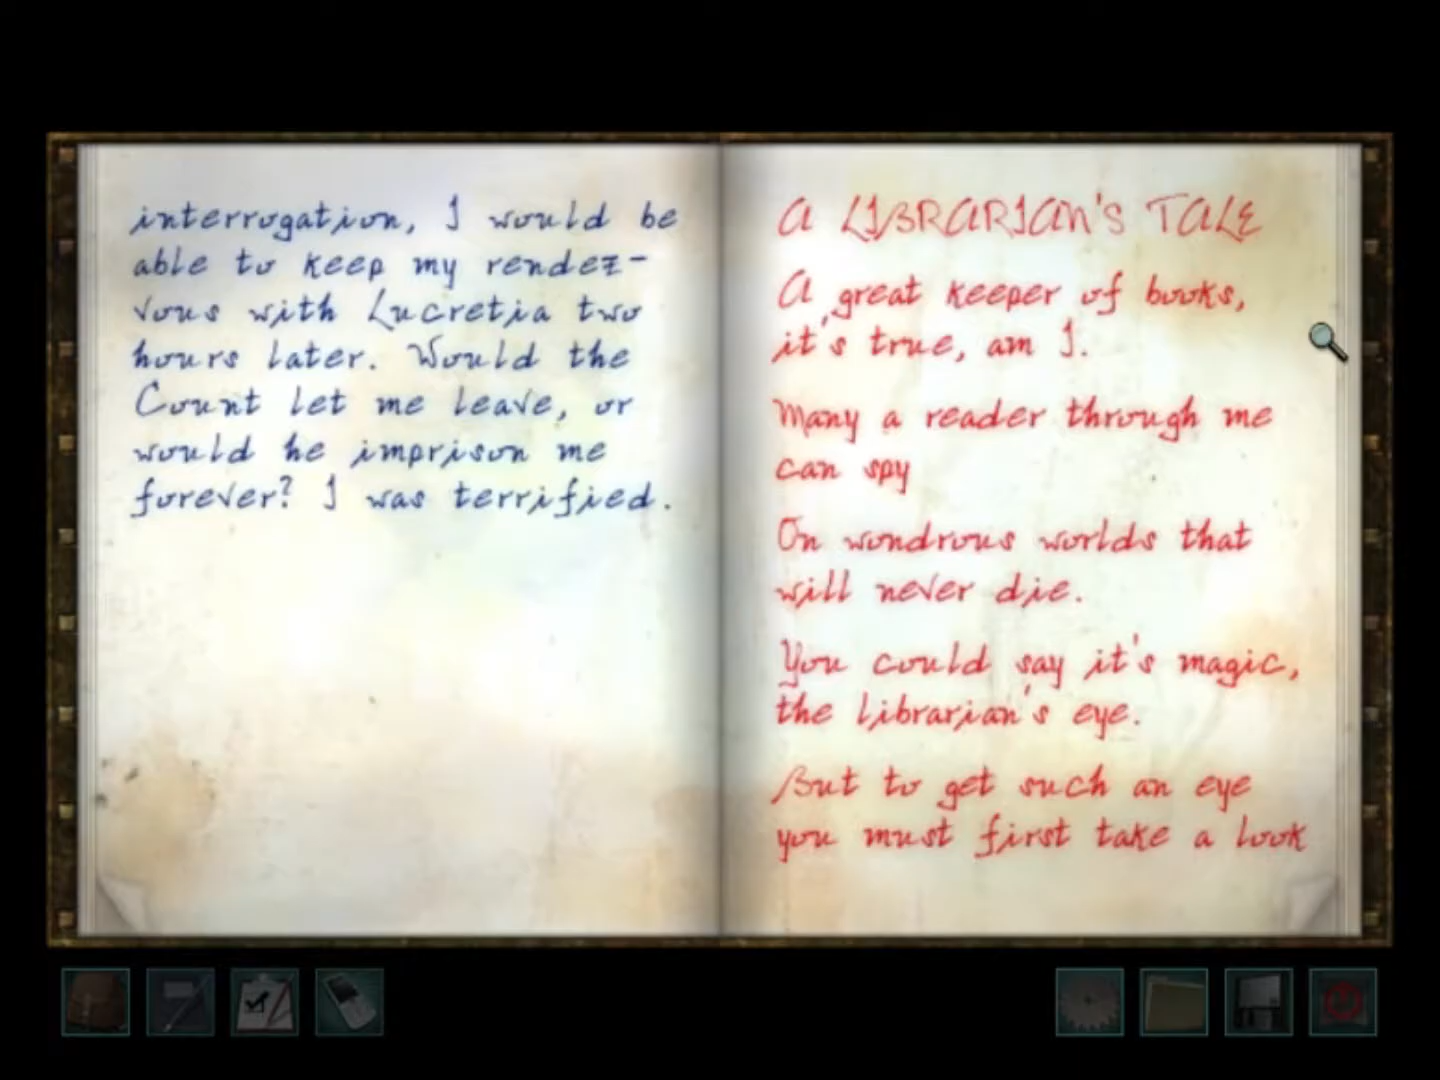 interrogation, I would be
able to keep my rendez-
vous with Lucretia two
hours later. Would the
Count let me leave, or
would he imprison me
forever? I was terrified.
A LIBRARIAN'S TALE
A great keeper of books,
it's true, am I.
Many a reader through me
can spy
On wondrous worlds that
will never die.
You could say it's magic,
the librarian's eye.
But to get such an eye
you must first take a look